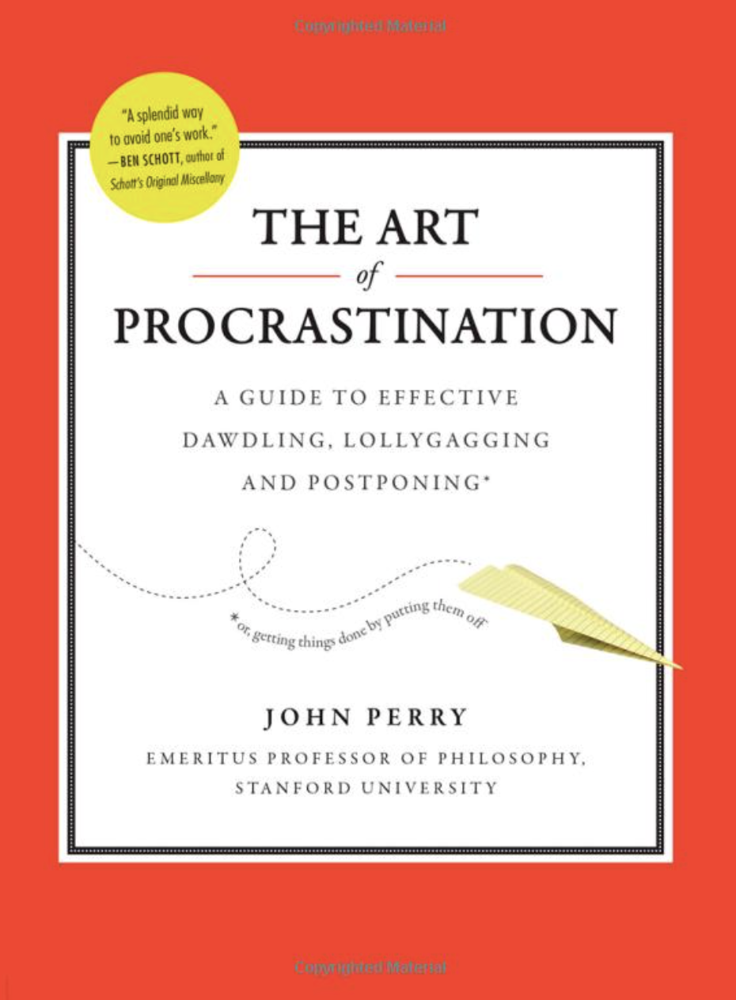 Copyrighted Material
"A splendid way
to avoid one's work."
—BEN SCHOTT, author of
Schott's Original Miscellany
THE ART
of
PROCRASTINATION
A GUIDE TO EFFECTIVE
DAWDLING, LOLLYGAGGING
AND POSTPONING*
*or, getting things done by putting them off
JOHN PERRY
EMERITUS PROFESSOR OF PHILOSOPHY,
STANFORD UNIVERSITY
Copyrighted Material